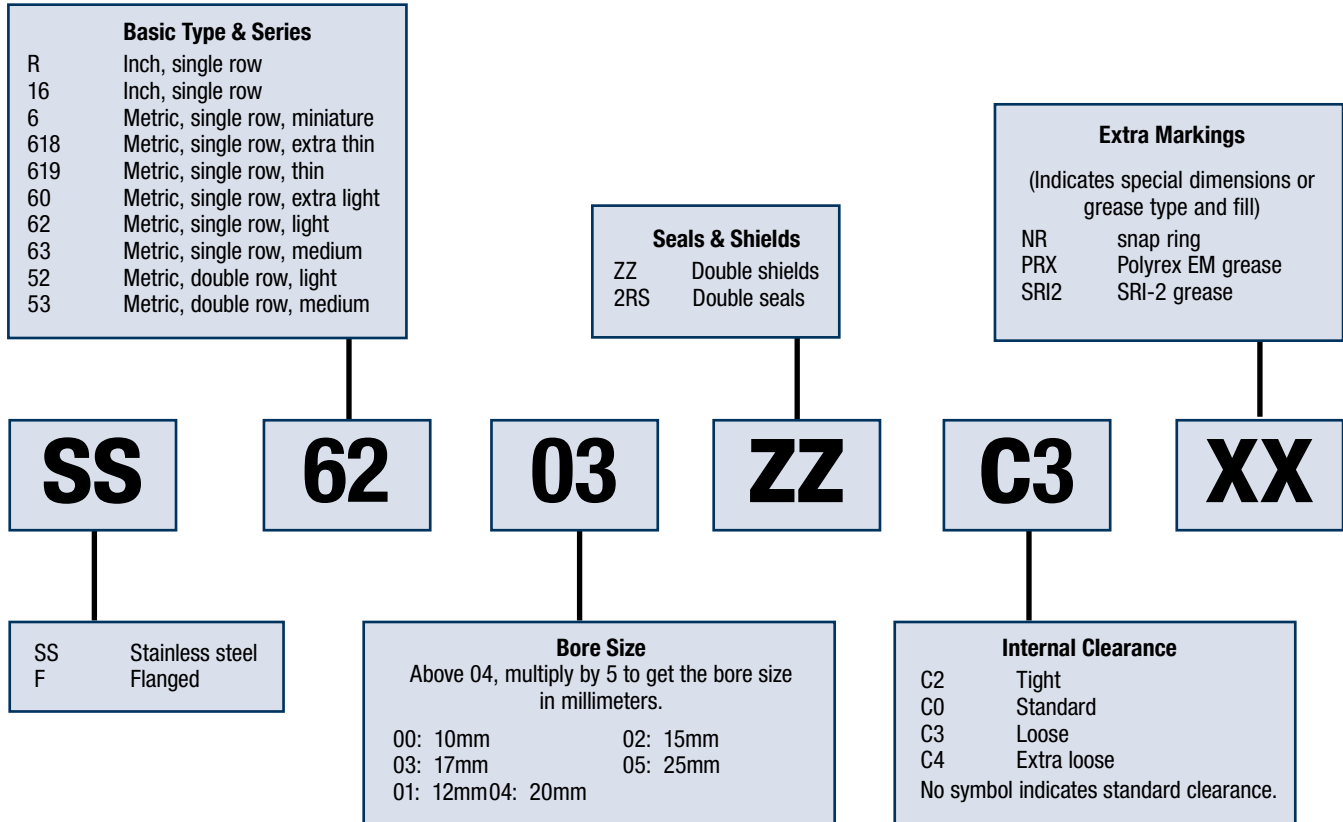 Basic Type & Series
R Inch, single row
16 Inch, single row
6 Metric, single row, miniature
618 Metric, single row, extra thin
619 Metric, single row, thin
60 Metric, single row, extra light
62 Metric, single row, light
63 Metric, single row, medium
52 Metric, double row, light
53 Metric, double row, medium
Seals & Shields
ZZ Double shields
2RS Double seals
Extra Markings
(Indicates special dimensions or
grease type and fill)
NR snap ring
PRX Polyrex EM grease
SRI2 SRI-2 grease
SS 62 03 ZZ C3 XX
SS Stainless steel
F Flanged
Bore Size
Above 04, multiply by 5 to get the bore size
in millimeters.
00: 10mm 02: 15mm
03: 17mm 05: 25mm
01: 12mm04: 20mm
Internal Clearance
C2 Tight
C0 Standard
C3 Loose
C4 Extra loose
No symbol indicates standard clearance.